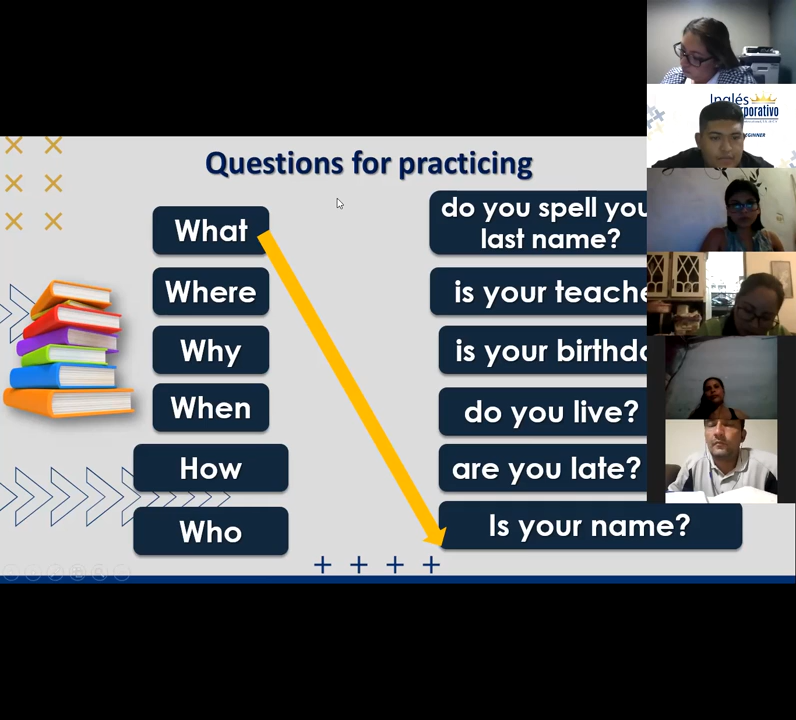 Questions for practicing
What
Where
Why
When
How
Who
do you spell you
last name?
is your teache
is your birthda
do you live?
are you late?
Is your name?
Inglés